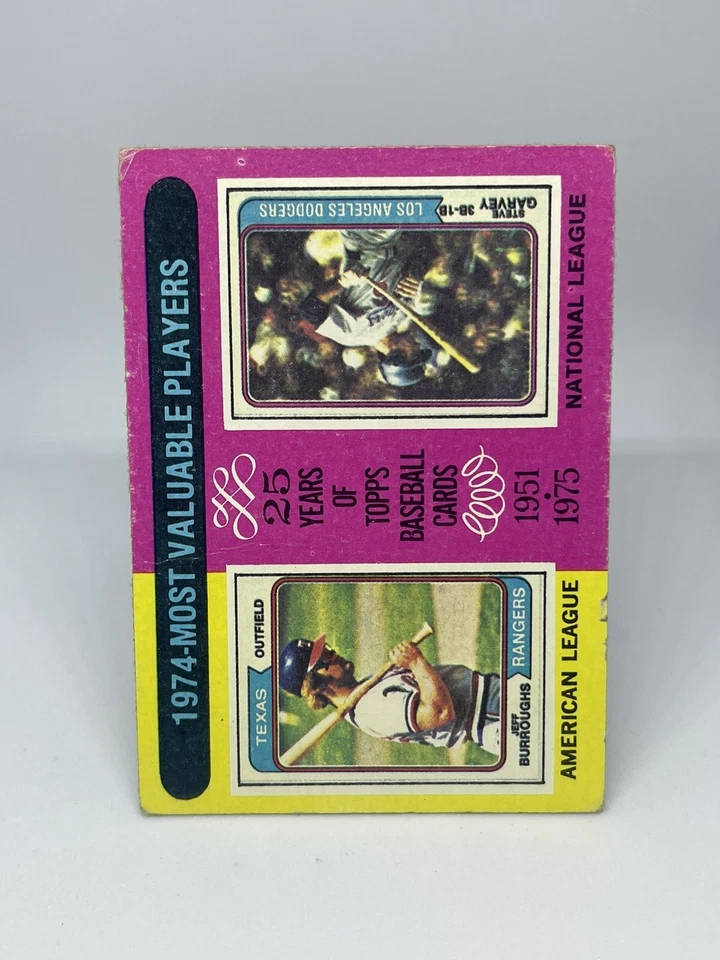 1974-MOST VALUABLE PLAYERS
TEXAS
OUTFIELD
JEFF
BURROUGHS
RANGERS
AMERICAN LEAGUE
25
YEARS
OF
TOPPS
BASEBALL
CARDS
1951
1975
STEVE
GARVEY
3B-1B
LOS ANGELES DODGERS
NATIONAL LEAGUE